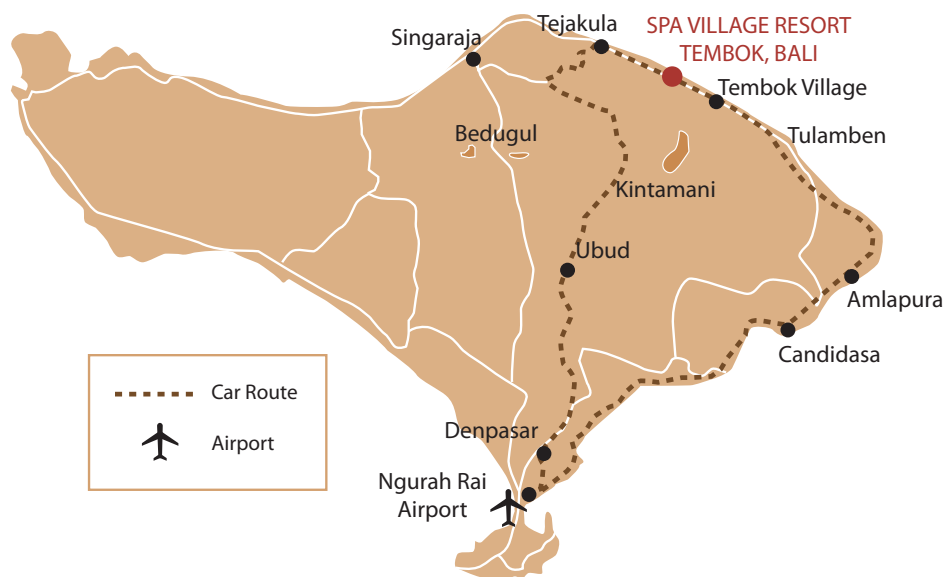 SPA VILLAGE RESORT
TEMBOK, BALI
Tejakula
Singaraja
Tembok Village
Bedugul
Tulamben
Kintamani
Ubud
Amlapura
Candidasa
Car Route
Airport
Denpasar
Ngurah Rai
Airport